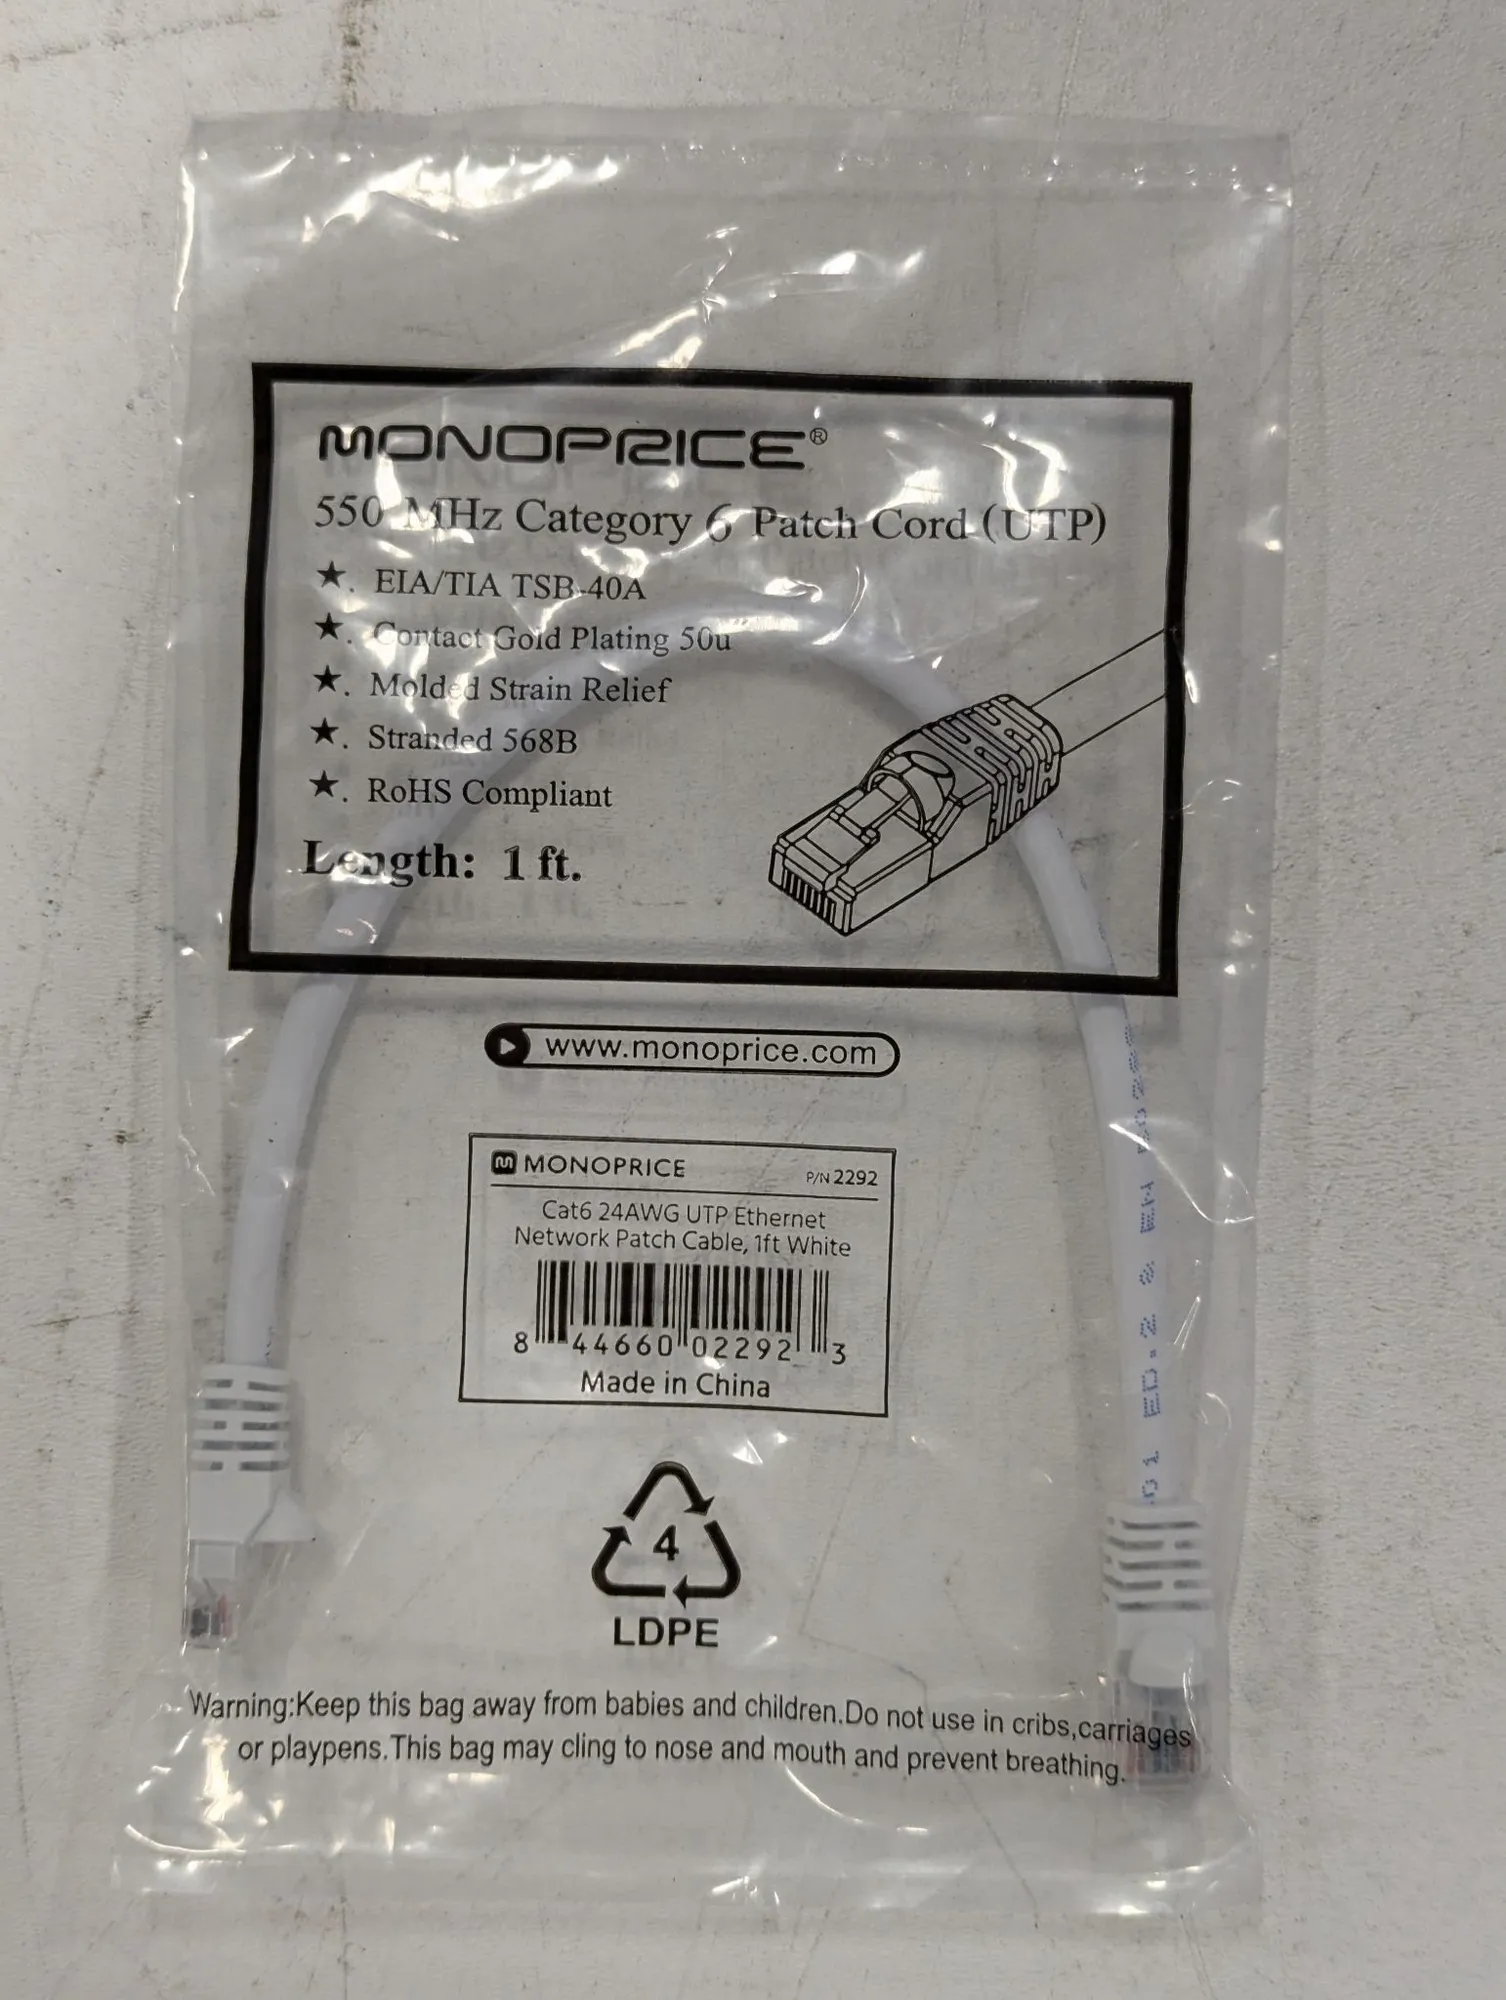 MONOPRICE®
550 MHz Category 6 Patch Cord (UTP)
★. EIA/TIA TSB-40A
★. Contact Gold Plating 50u
★. Molded Strain Relief
★. Stranded 568B
★. RoHS Compliant
Length: 1 ft.
www.monoprice.com
MONOPRICE P/N 2292
Cat6 24AWG UTP Ethernet
Network Patch Cable, 1ft White
8 44660 02292 3
Made in China
4
LDPE
Warning:Keep this bag away from babies and children.Do not use in cribs,carriages
or playpens.This bag may cling to nose and mouth and prevent breathing.